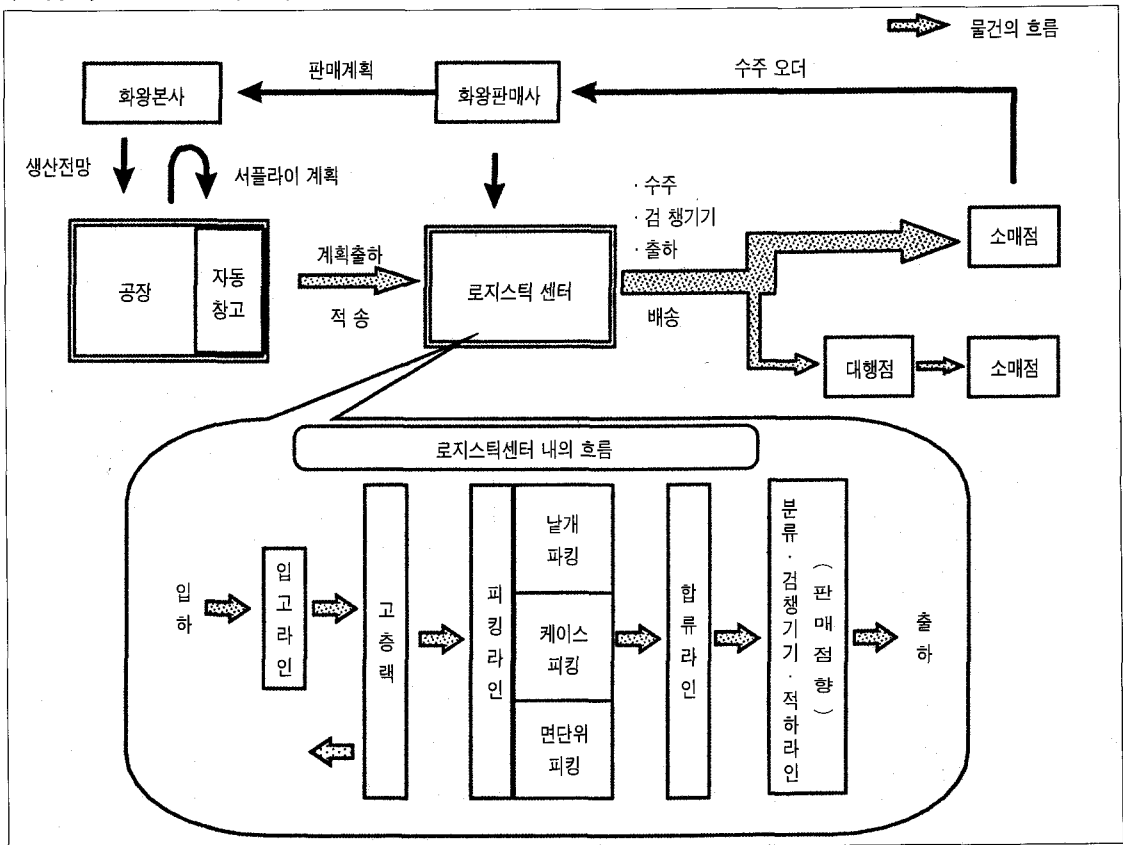 물건의 흐름
판매계획
수주 오더
화왕본사
화왕판매사
생산전망
서플라이 계획
· 수주
· 검 챙기기
· 출하
공장
자동
창고
계획출하
적 송
로지스틱 센터
배송
소매점
대행점
소매점
로지스틱센터 내의 흐름
입하
입고라인
고층랙
피킹라인
낱개
파킹
케이스
피킹
면단위
피킹
합류라인
분류·검챙기기·적하라인
(판매점향)
출하